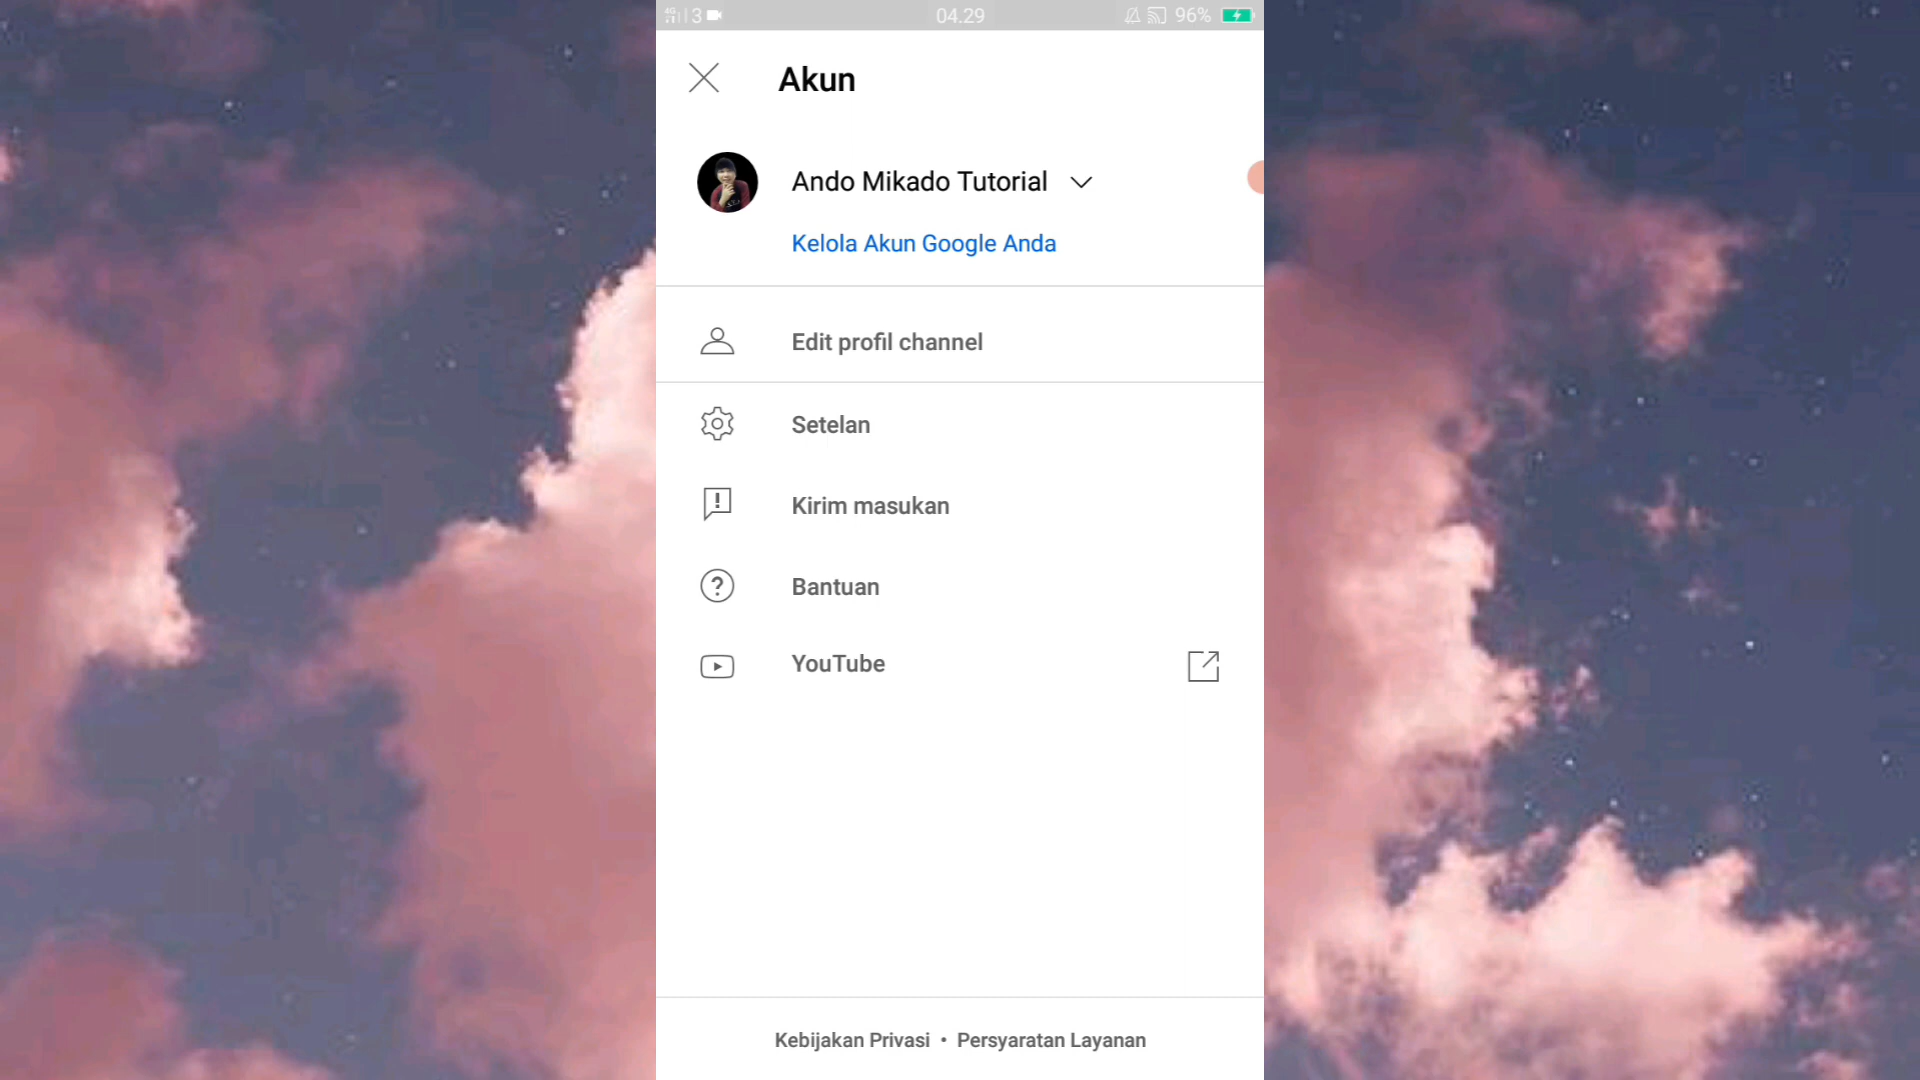 3 04.29 96%
Akun
Ando Mikado Tutorial
Kelola Akun Google Anda
Edit profil channel
Setelan
Kirim masukan
Bantuan
YouTube
Kebijakan Privasi • Persyaratan Layanan